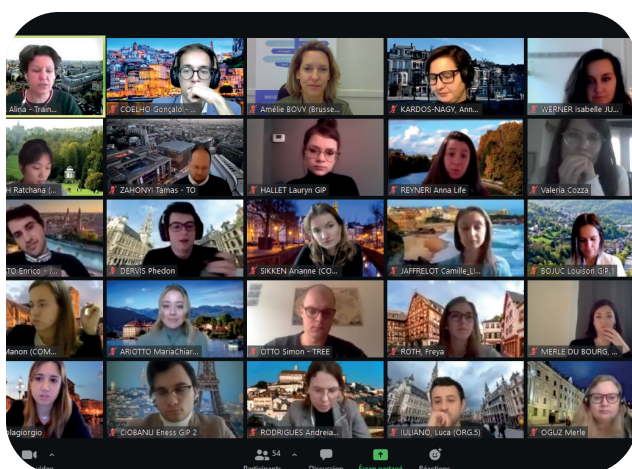 Alina - Train...
COELHO Gonçalo - ...
Amélie BOVY (Brusse...
KARDOS-NAGY, Ann...
WERNER Isabelle JU...
H Ratchana (...
ZAHONYI Tamas - TO
HALLET Lauryn GIP
REYNERI Anna Life
Valeria Cozza
TO Enrico - J...
DERVIS Phedon
SIKKEN Arianne (CO...
JAFFRELOT Camille_Li...
BOJUC Louison GIP 1
Manon (COM...
ARIOTTO MariaChiar...
OTTO Simon - TREE
ROTH, Freya
MERLE DU BOURG, ...
olagiorgio
CIOBANU Eness GIP 2
RODRIGUES Andreia...
IULIANO, Luca (ORG.5)
OGUZ Merle
54
video
Participants
Discussion
Écran partagé
Réactions